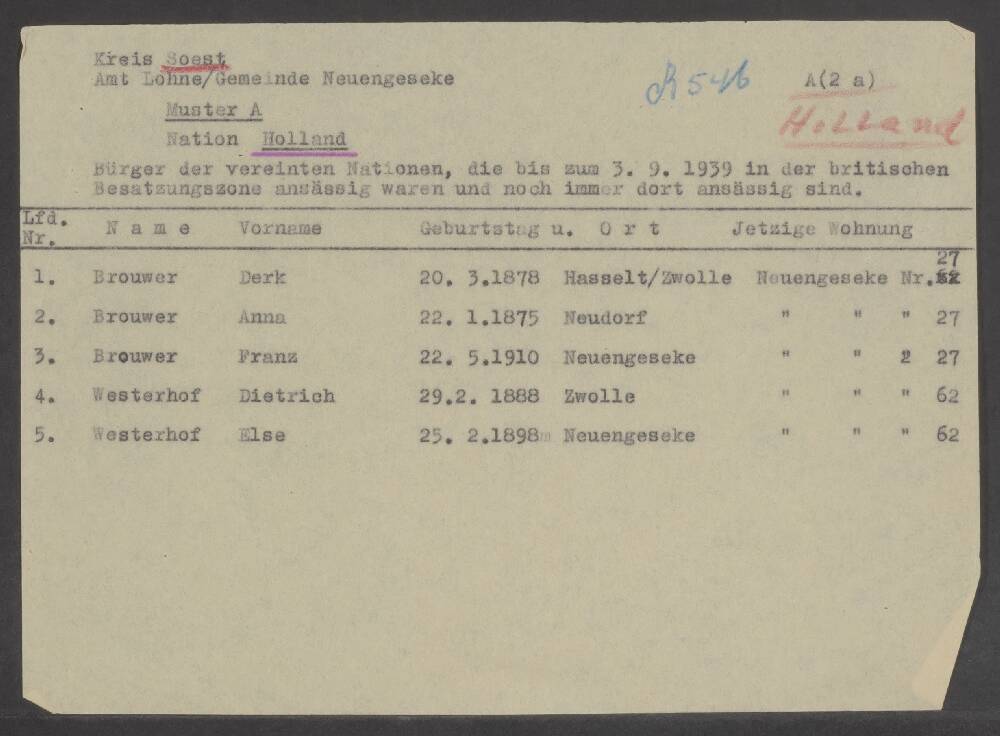 Kreis Soest
Amt Lohne/Gemeinde Neuengeseke
A(2 a)
Muster A
Holland
Nation Holland
Bürger der vereinten Nationen, die bis zum 3. 9. 1939 in der britischen
Besatzungszone ansässig waren und noch immer dort ansässig sind.
Lfd. Nr. Name Vorname Geburtstag u. Ort Jetzige Wohnung
27
1. Brouwer Derk 20. 3.1878 Hasselt/Zwolle Neuengeseke Nr.
2. Brouwer Anna 22. 1.1875 Neudorf " " " 27
3. Brouwer Franz 22. 5.1910 Neuengeseke " " 27
4. Westerhof Dietrich 29.2. 1888 Zwolle " " " 62
5. Westerhof Else 25. 2.1898 Neuengeseke " " " 62